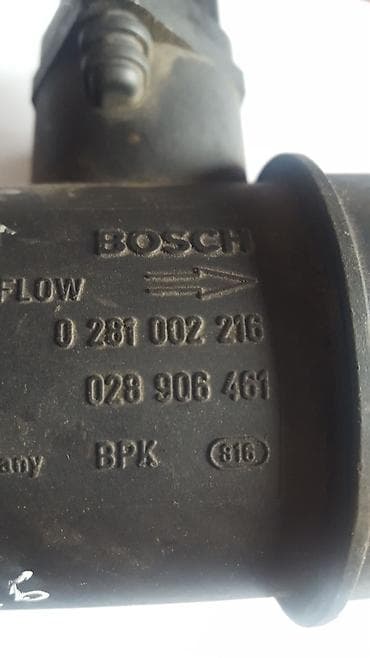 BOSCH
FLOW
0 281 002 216
028 906 461
any BPK 816